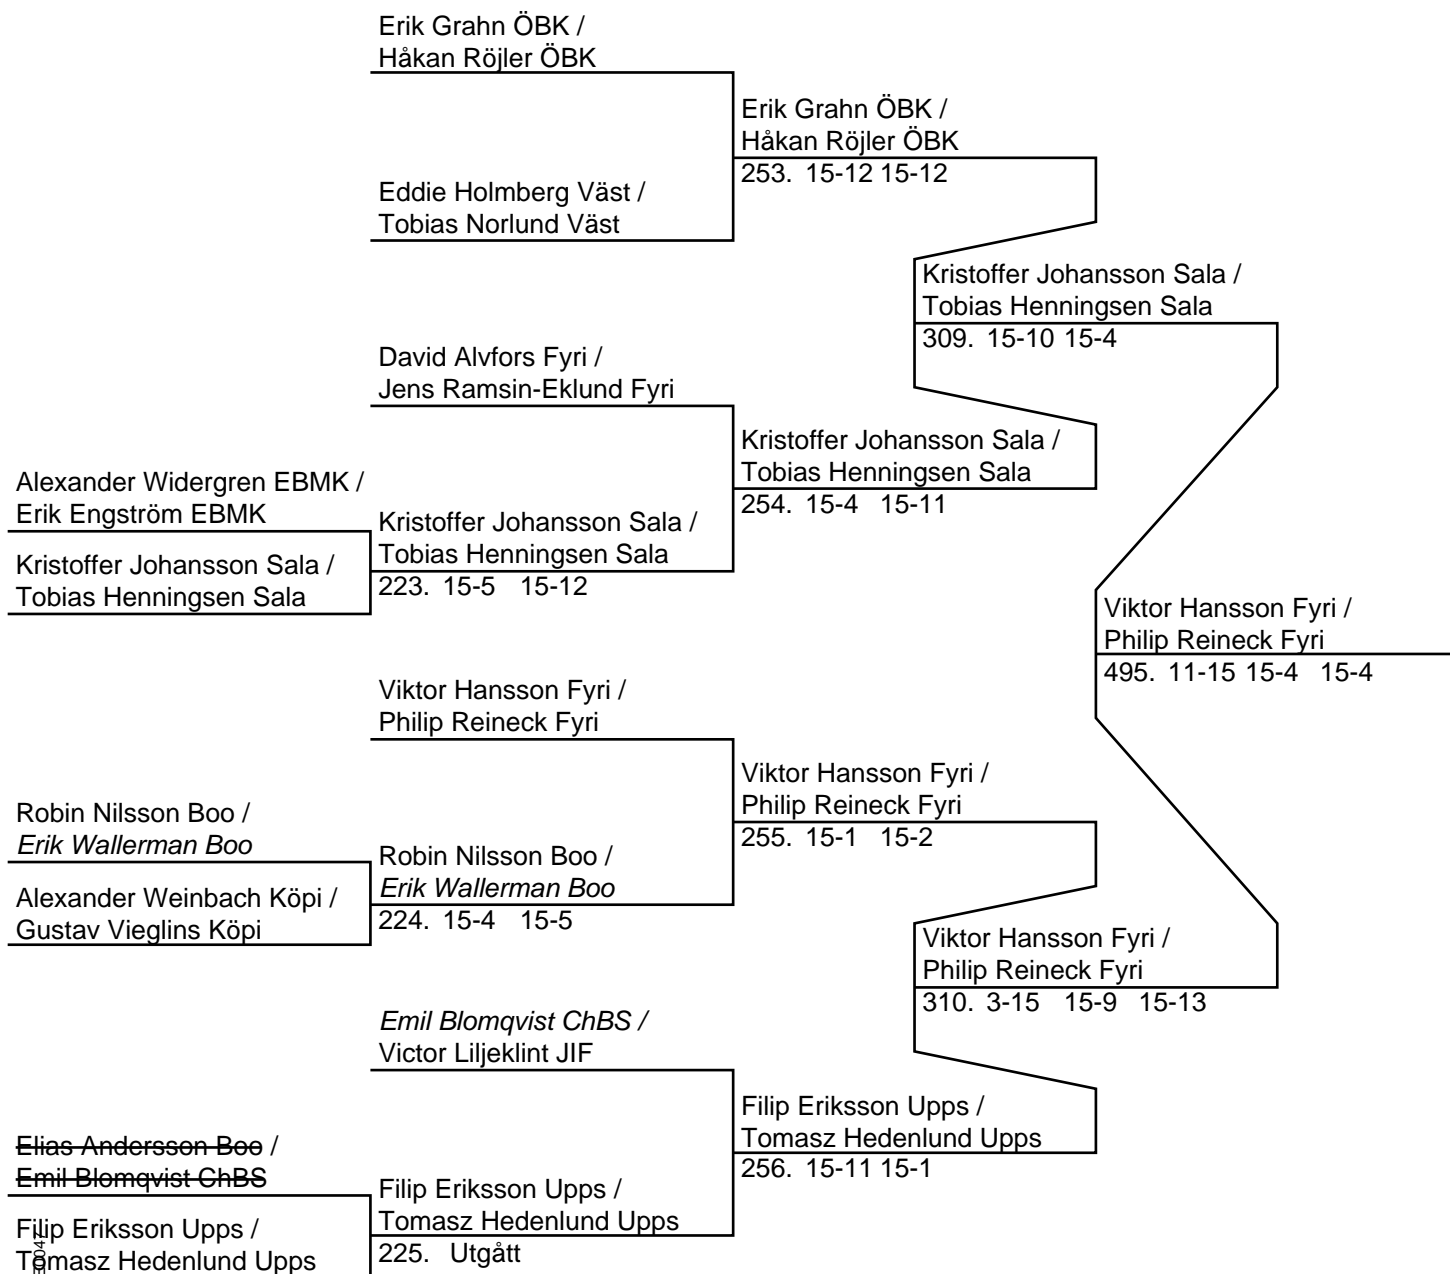 Erik Grahn ÖBK /
Håkan Röjler ÖBK
Erik Grahn ÖBK /
Håkan Röjler ÖBK
253. 15-12 15-12
Eddie Holmberg Väst /
Tobias Norlund Väst
Kristoffer Johansson Sala /
Tobias Henningsen Sala
309. 15-10 15-4
David Alvfors Fyri /
Jens Ramsin-Eklund Fyri
Kristoffer Johansson Sala /
Tobias Henningsen Sala
254. 15-4 15-11
Alexander Widergren EBMK /
Erik Engström EBMK
Kristoffer Johansson Sala /
Tobias Henningsen Sala
223. 15-5 15-12
Kristoffer Johansson Sala /
Tobias Henningsen Sala
Viktor Hansson Fyri /
Philip Reineck Fyri
495. 11-15 15-4 15-4
Viktor Hansson Fyri /
Philip Reineck Fyri
Viktor Hansson Fyri /
Philip Reineck Fyri
255. 15-1 15-2
Robin Nilsson Boo /
Erik Wallerman Boo
Robin Nilsson Boo /
Erik Wallerman Boo
224. 15-4 15-5
Alexander Weinbach Köpi /
Gustav Vieglins Köpi
Viktor Hansson Fyri /
Philip Reineck Fyri
310. 3-15 15-9 15-13
Emil Blomqvist ChBS /
Victor Liljeklint JIF
Filip Eriksson Upps /
Tomasz Hedenlund Upps
256. 15-11 15-1
Elias Andersson Boo /
Emil Blomqvist ChBS
Filip Eriksson Upps /
Tomasz Hedenlund Upps
225. Utgått
Filip Eriksson Upps /
Tomasz Hedenlund Upps